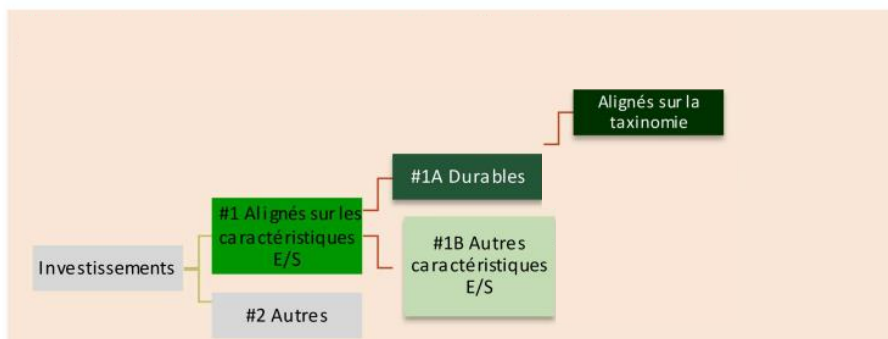 Alignés sur la
taxinomie
#1A Durables
#1 Alignés sur les
caractéristiques
E/S
#1B Autres
caractéristiques
E/S
Investissements
#2 Autres